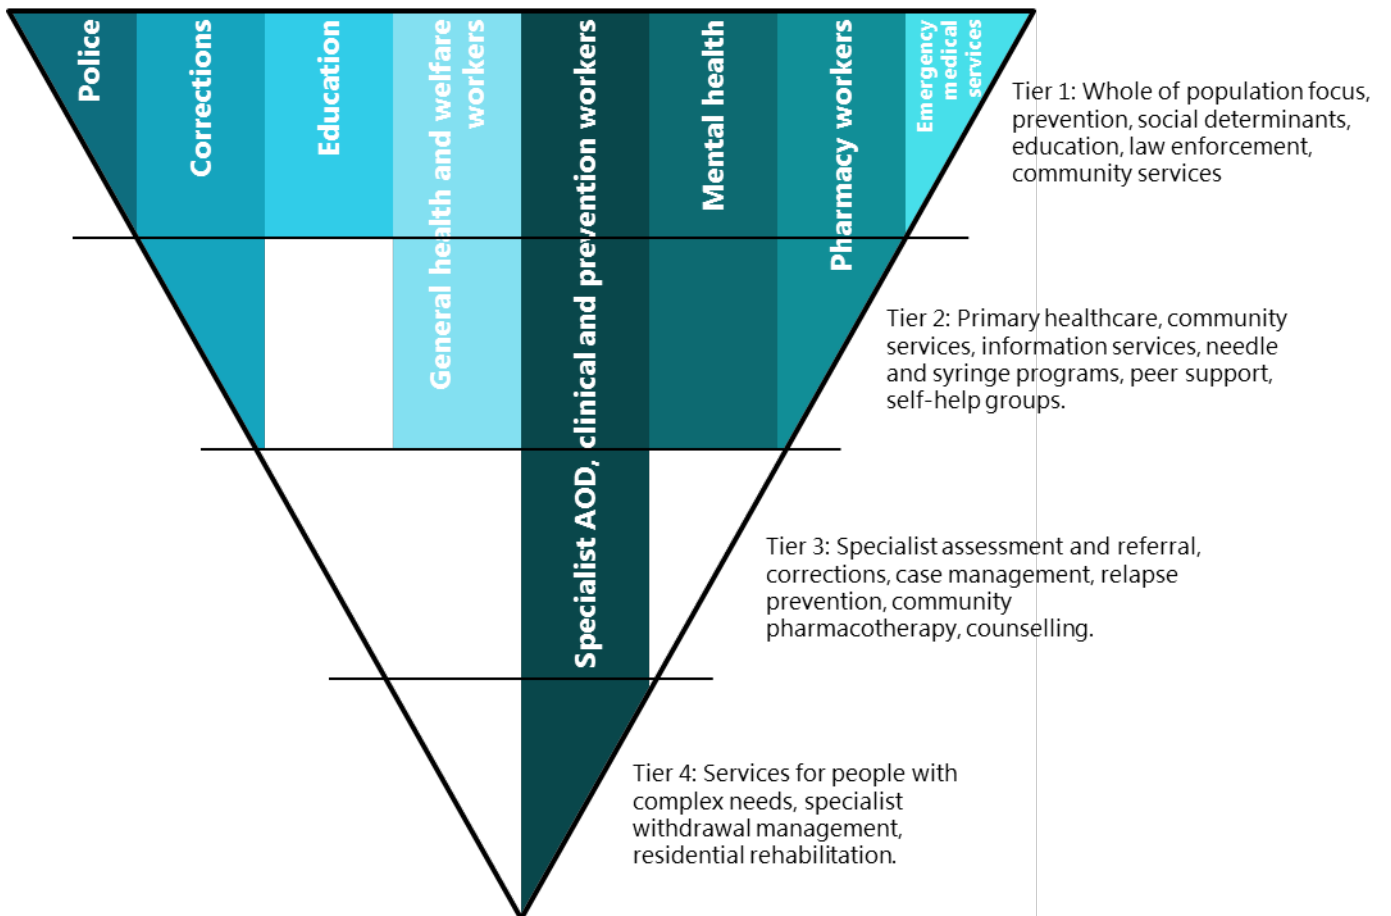 Police
Corrections
Education
General health and welfare
workers
Specialist AOD, clinical and prevention workers
Mental health
Pharmacy workers
Emergency
medical
services
Tier 1: Whole of population focus,
prevention, social determinants,
education, law enforcement,
community services
Tier 2: Primary healthcare, community
services, information services, needle
and syringe programs, peer support,
self-help groups.
Tier 3: Specialist assessment and referral,
corrections, case management, relapse
prevention, community
pharmacotherapy, counselling.
Tier 4: Services for people with
complex needs, specialist
withdrawal management,
residential rehabilitation.